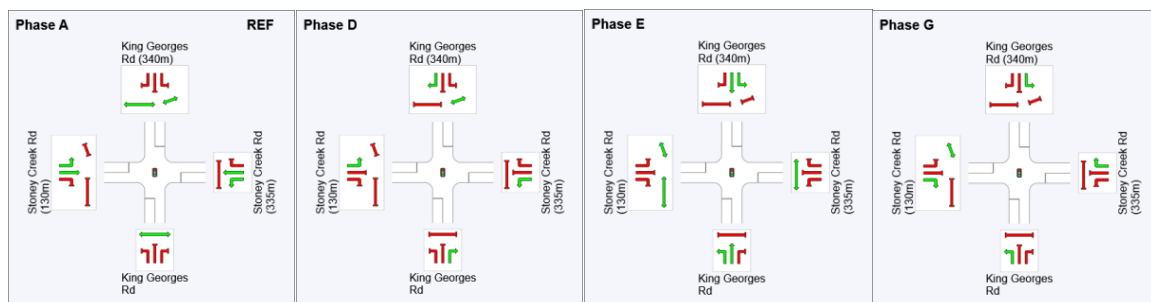 Phase A REF
King Georges
Rd (340m)
Stoney Creek Rd
(130m)
Stoney Creek Rd
(335m)
King Georges
Rd
Phase D
King Georges
Rd (340m)
Stoney Creek Rd
(130m)
Stoney Creek Rd
(335m)
King Georges
Rd
Phase E
King Georges
Rd (340m)
Stoney Creek Rd
(130m)
Stoney Creek Rd
(335m)
King Georges
Rd
Phase G
King Georges
Rd (340m)
Stoney Creek Rd
(130m)
Stoney Creek Rd
(335m)
King Georges
Rd